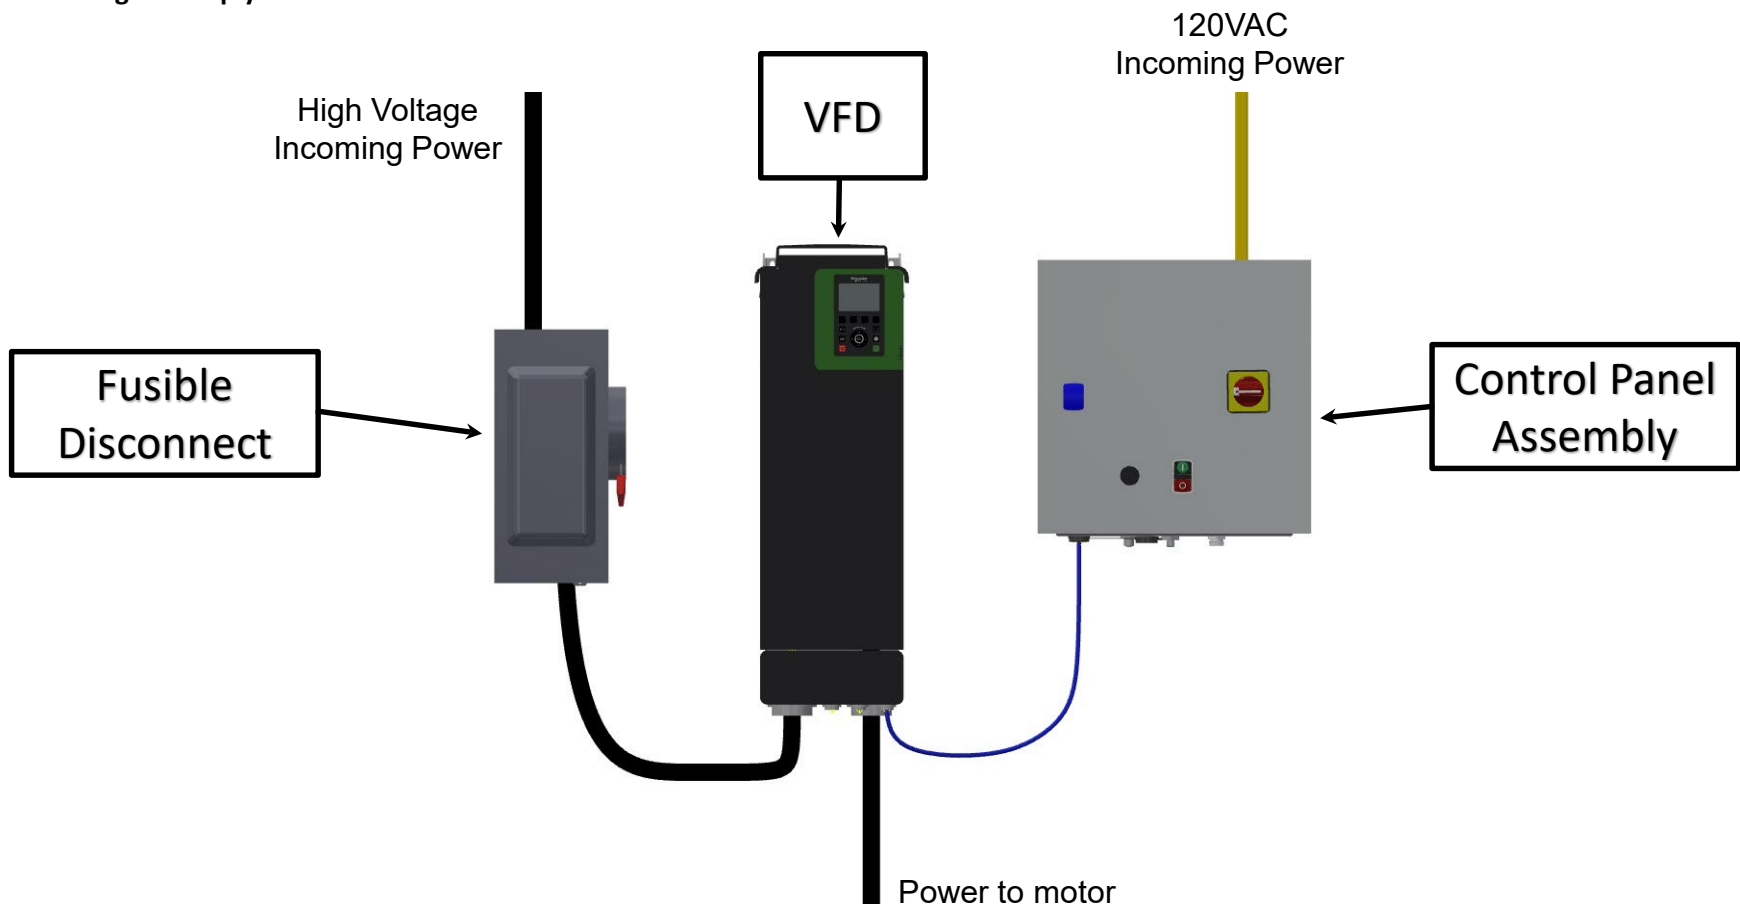 120VAC
Incoming Power
High Voltage
Incoming Power
VFD
Fusible
Disconnect
Control Panel
Assembly
Power to motor